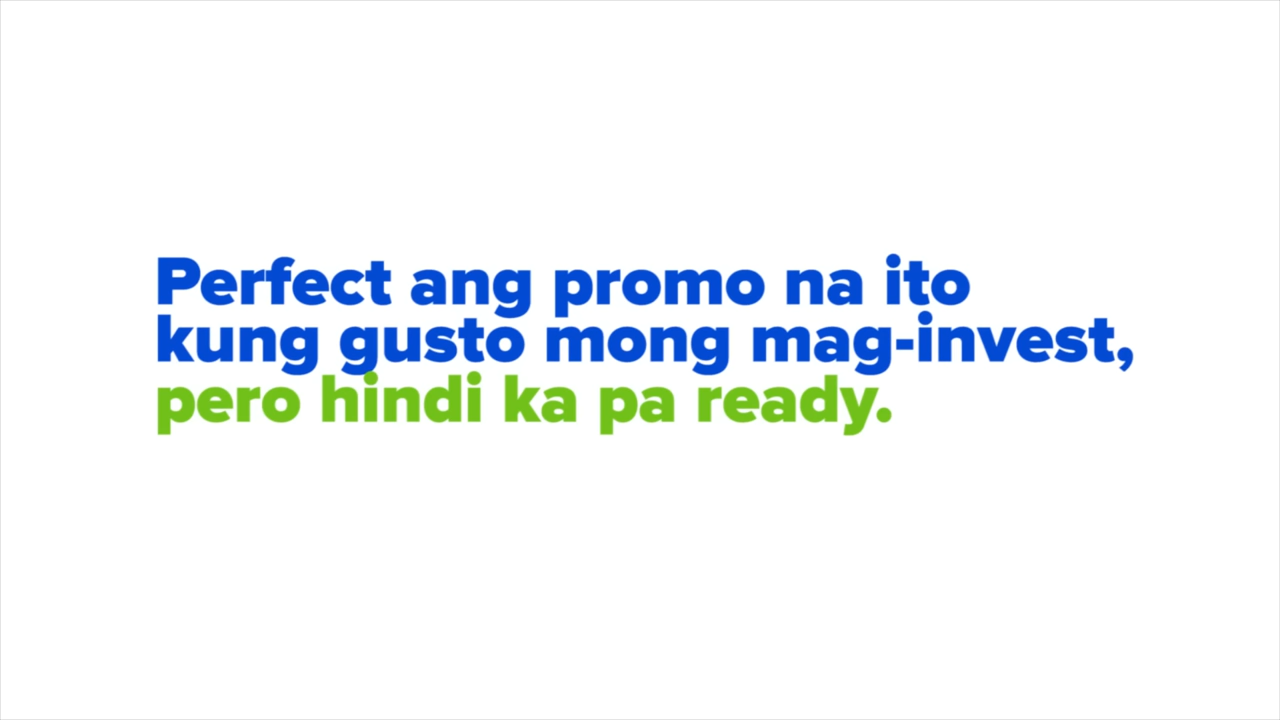 Perfect ang promo na ito
kung gusto mong mag-invest,
pero hindi ka pa ready.